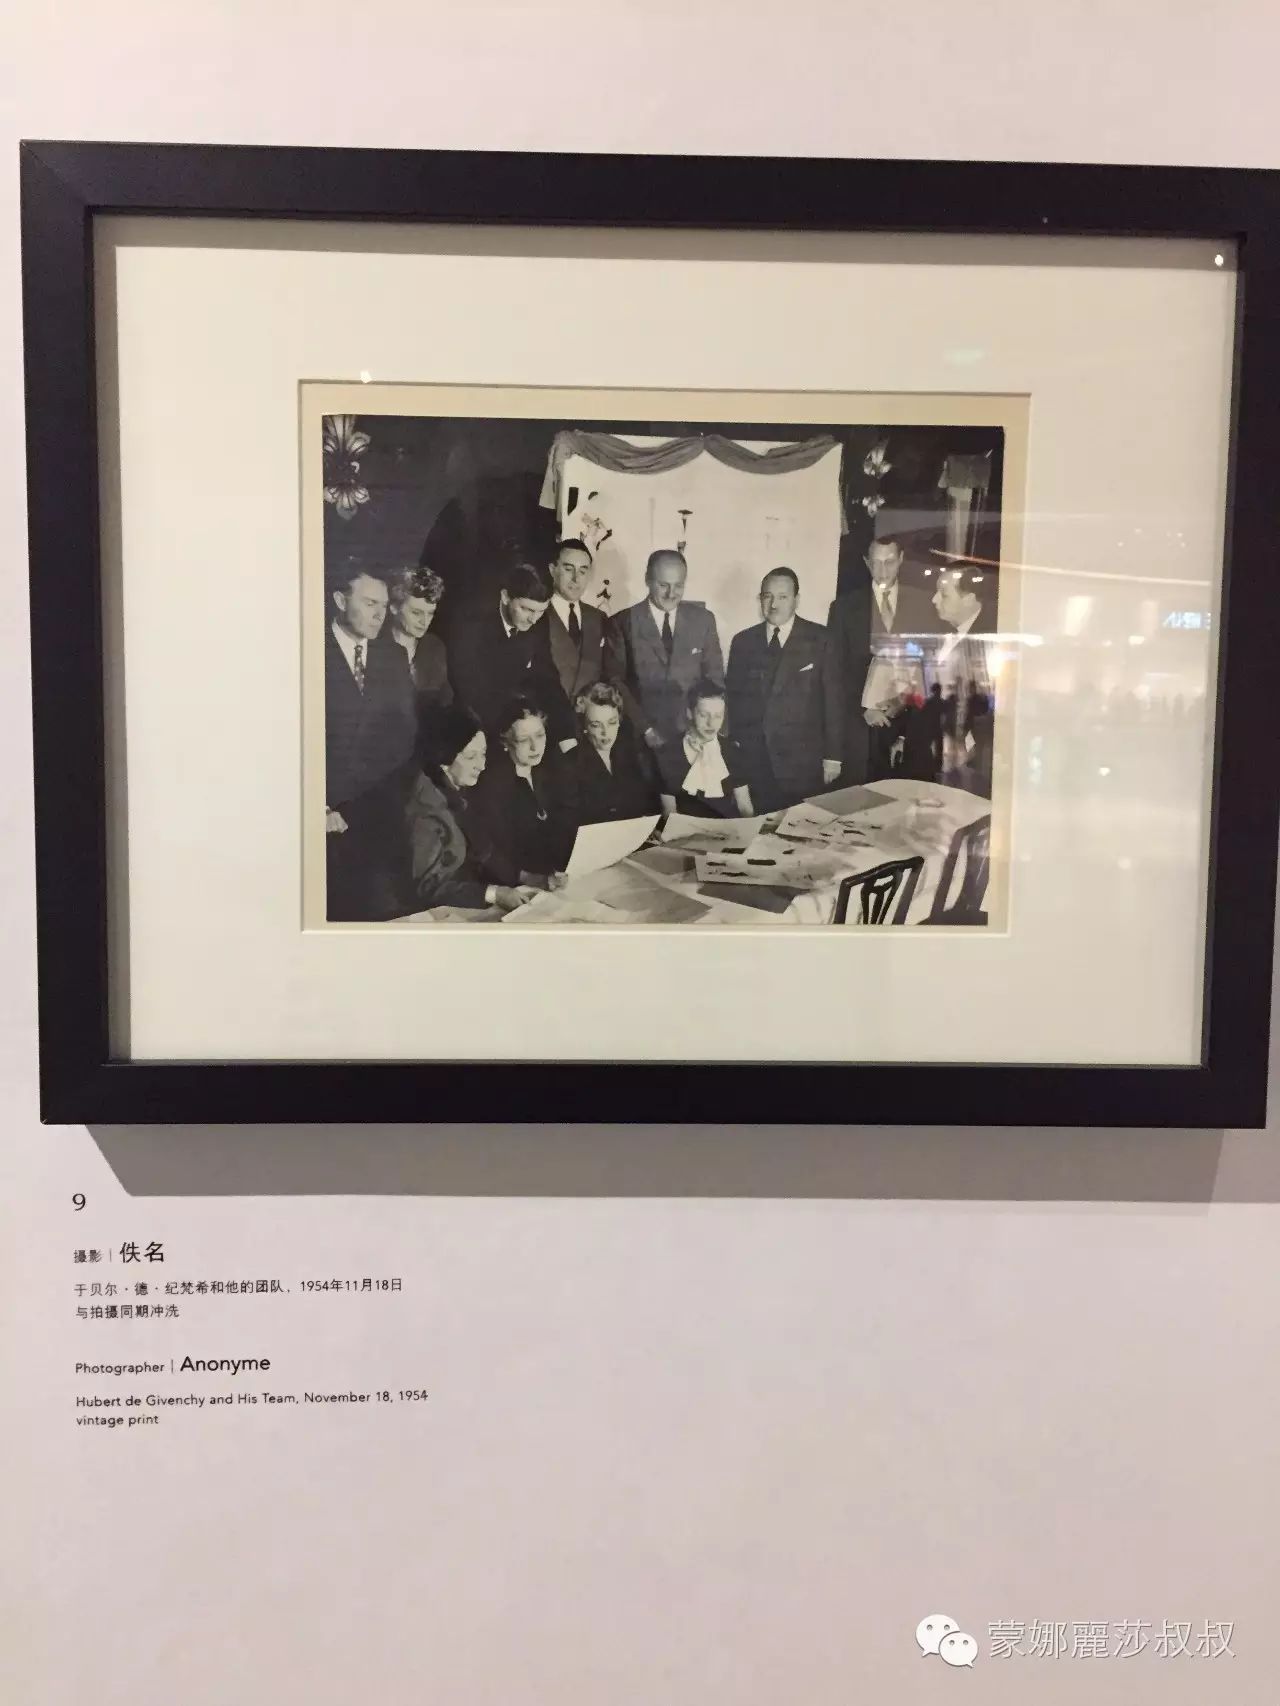 9
摄影 | 佚名
于贝尔·德·纪梵希和他的团队，1954年11月18日
与拍摄同期冲洗
Photographer | Anonyme
Hubert de Givenchy and His Team, November 18, 1954
vintage print
蒙娜麗莎叔叔